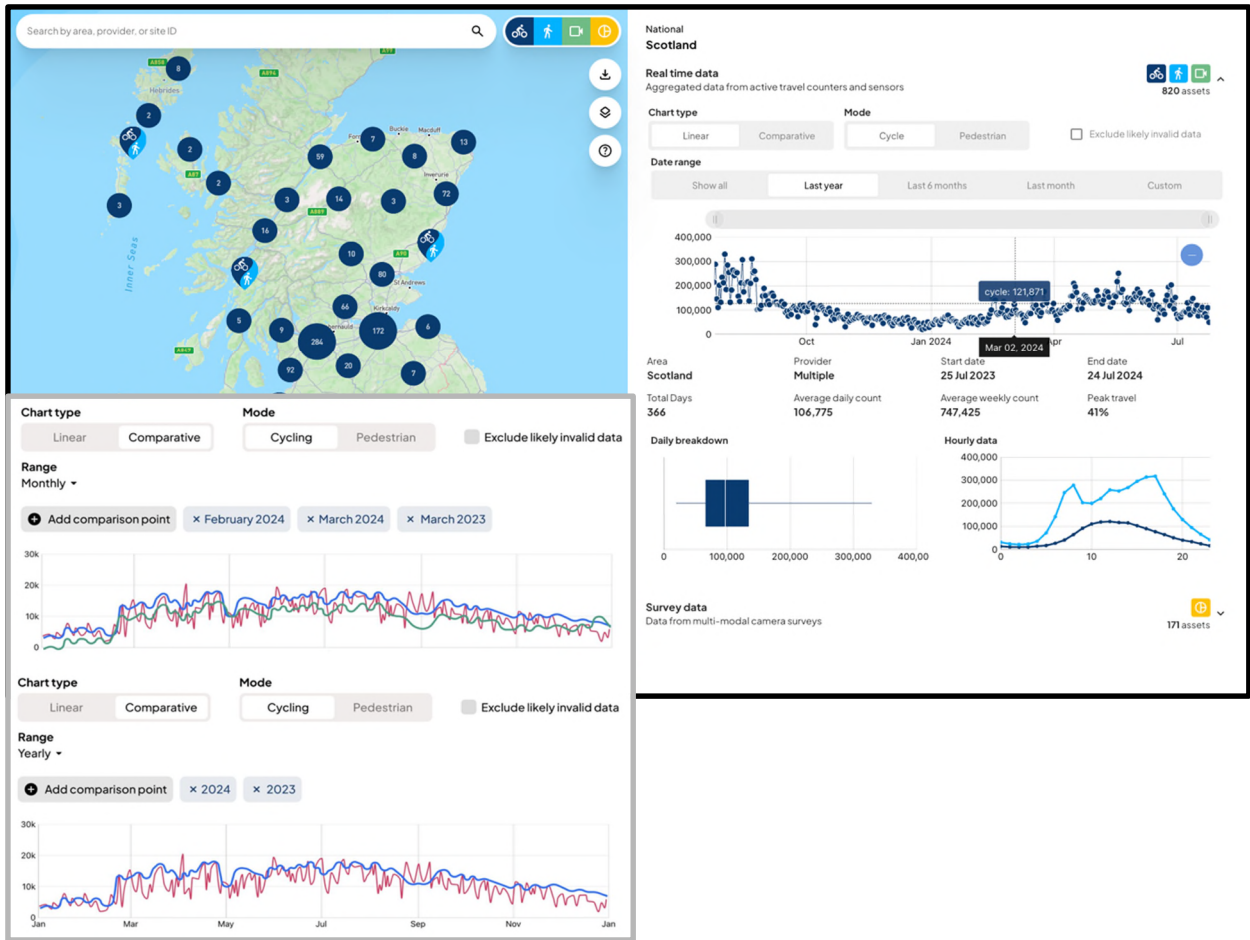 Search by area, provider, or site ID
A858
8
A894
A99
Hebrides
2
2
A87
2
3
59
Forr
7
Buckie
Macduff
8
13
Inverurie
72
3
14
3
A889
16
10
A90
80
St Andrews
66
Kirkcaldy
5
9
284
bernauld
172
6
A847
92
20
7
National
Scotland
Real time data
Aggregated data from active travel counters and sensors
820 assets
Chart type
Mode
Linear
Comparative
Cycle
Pedestrian
Exclude likely invalid data
Date range
Show all
Last year
Last 6 months
Last month
Custom
400,000
300,000
200,000
100,000
0
cycle: 121,871
Oct
Jan 2024
Mar 02, 2024
Apr
Jul
Area
Provider
Start date
End date
Scotland
Multiple
25 Jul 2023
24 Jul 2024
Total Days
Average daily count
Average weekly count
Peak travel
366
106,775
747,425
41%
Daily breakdown
0
100,000
200,000
300,000
400,00
Hourly data
400,000
300,000
200,000
100,000
0
0
10
20
Survey data
Data from multi-modal camera surveys
171 assets
Chart type
Mode
Linear
Comparative
Cycling
Pedestrian
Exclude likely invalid data
Range
Monthly
Add comparison point
× February 2024
× March 2024
× March 2023
30k
20k
10k
0
Chart type
Mode
Linear
Comparative
Cycling
Pedestrian
Exclude likely invalid data
Range
Yearly
Add comparison point
× 2024
× 2023
30k
20k
10k
0
Jan
Mar
May
Jul
Sep
Nov
Jan